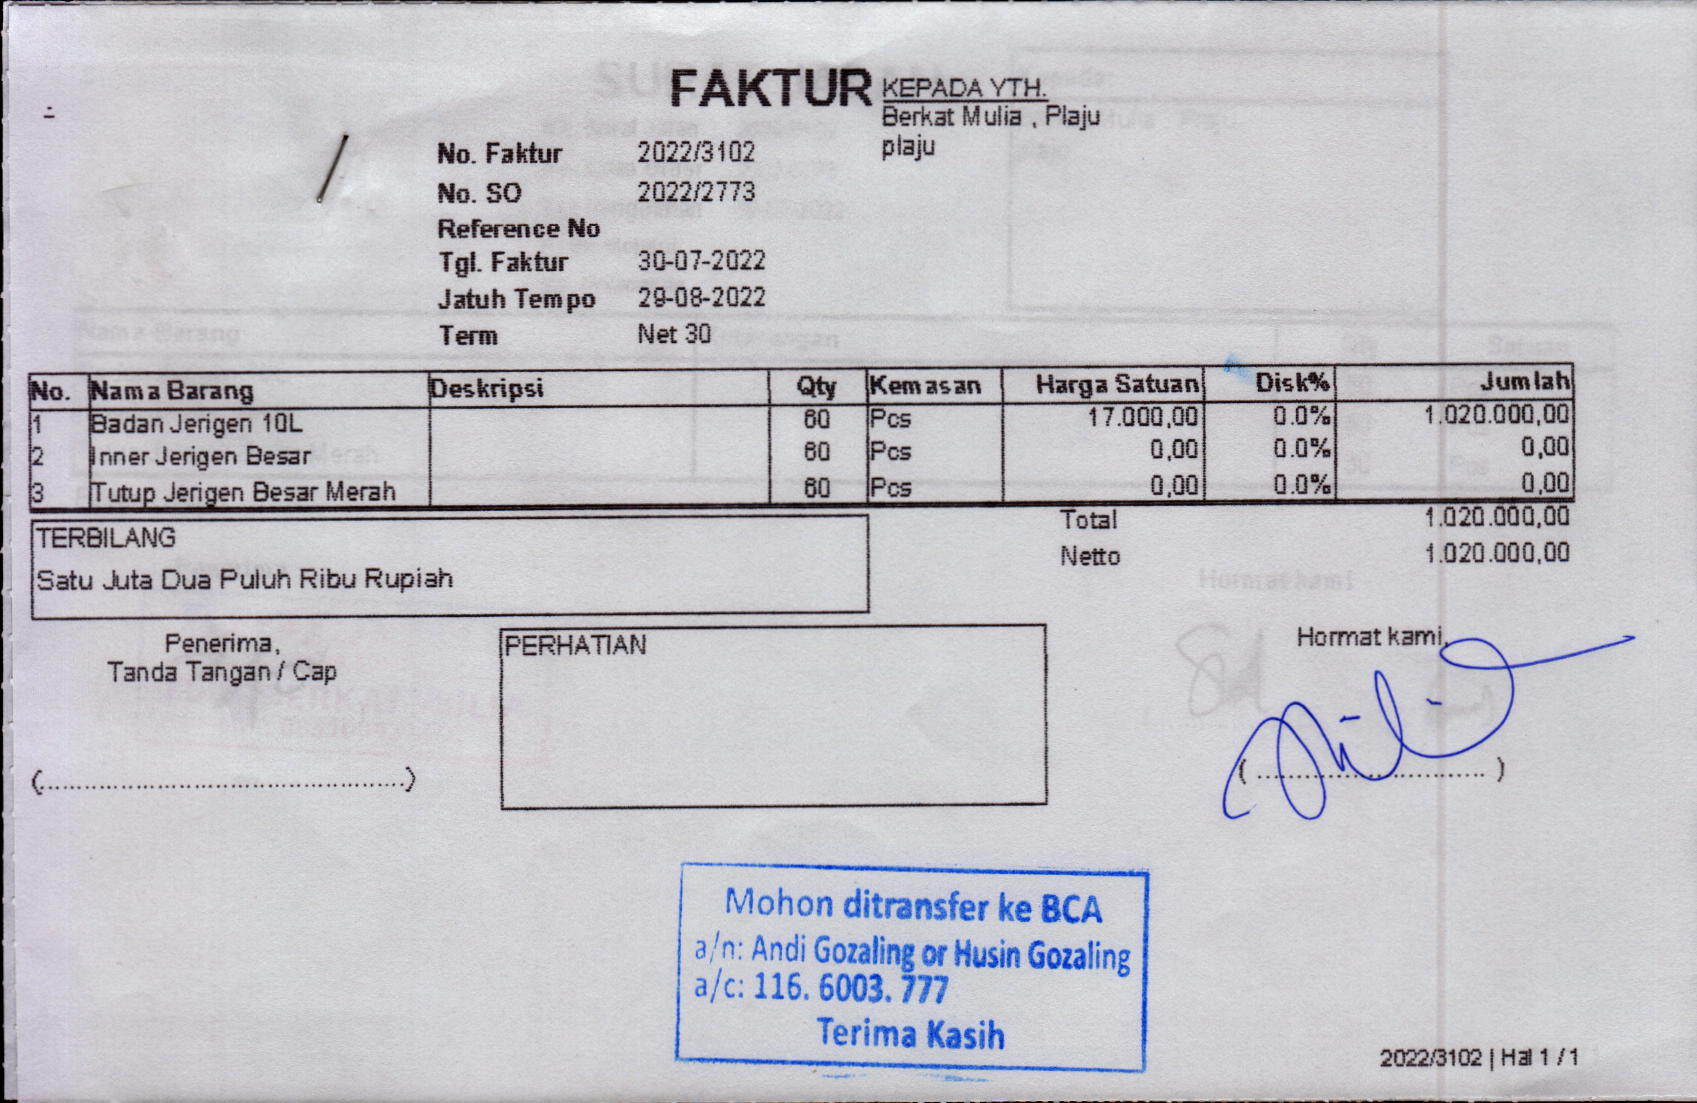 FAKTUR
KEPADA YTH.
Berkat Mulia , Plaju
plaju
No. Faktur 2022/3102
No. SO 2022/2773
Reference No
Tgl. Faktur 30-07-2022
Jatuh Tempo 29-08-2022
Term Net 30
No. Nama Barang Deskripsi Qty Kemasan Harga Satuan Disk% Jumlah
1 Badan Jerigen 10L 60 Pcs 17.000,00 0.0% 1.020.000,00
2 Inner Jerigen Besar 60 Pcs 0,00 0.0% 0,00
3 Tutup Jerigen Besar Merah 60 Pcs 0,00 0.0% 0,00
Total 1.020.000,00
Netto 1.020.000,00
TERBILANG
Satu Juta Dua Puluh Ribu Rupiah
Penerima,
Tanda Tangan / Cap
(................................................)
PERHATIAN
Hormat kami,
( .............................. )
Mohon ditransfer ke BCA
a/n: Andi Gozaling or Husin Gozaling
a/c: 116. 6003. 777
Terima Kasih
2022/3102 | Hal 1 / 1